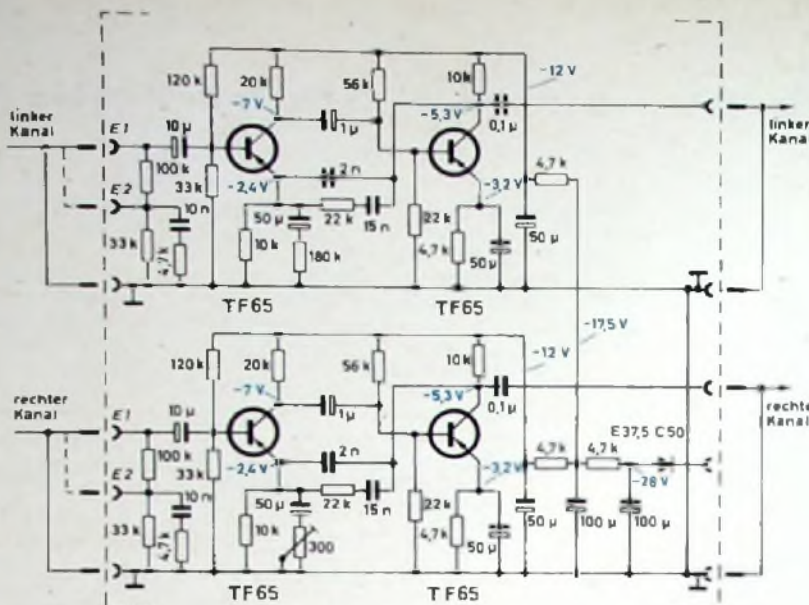 120 k
20 k
56 k
10 k
-12 V
-7 V
-5,3 V
linker
Kanal
E1
10 µ
1 µ
0,1 µ
linker
Kanal
100 k
E2
33 k
-2,4 V
2 n
-3,2 V
4,7 k
10 n
50 µ
22 k
15 n
22 k
33 k
4,7 k
10 k
180 k
4,7 k
50 µ
50 µ
TF65
TF65
-17,5 V
120 k
20 k
56 k
10 k
-12 V
-7 V
-5,3 V
rechter
Kanal
E1
10 µ
1 µ
0,1 µ
rechter
Kanal
E 37,5 C 50
100 k
E2
33 k
-2,4 V
2 n
-3,2 V
4,7 k
4,7 k
-28 V
10 n
50 µ
22 k
15 n
22 k
33 k
4,7 k
10 k
300
4,7 k
50 µ
50 µ
100 µ
100 µ
TF65
TF65